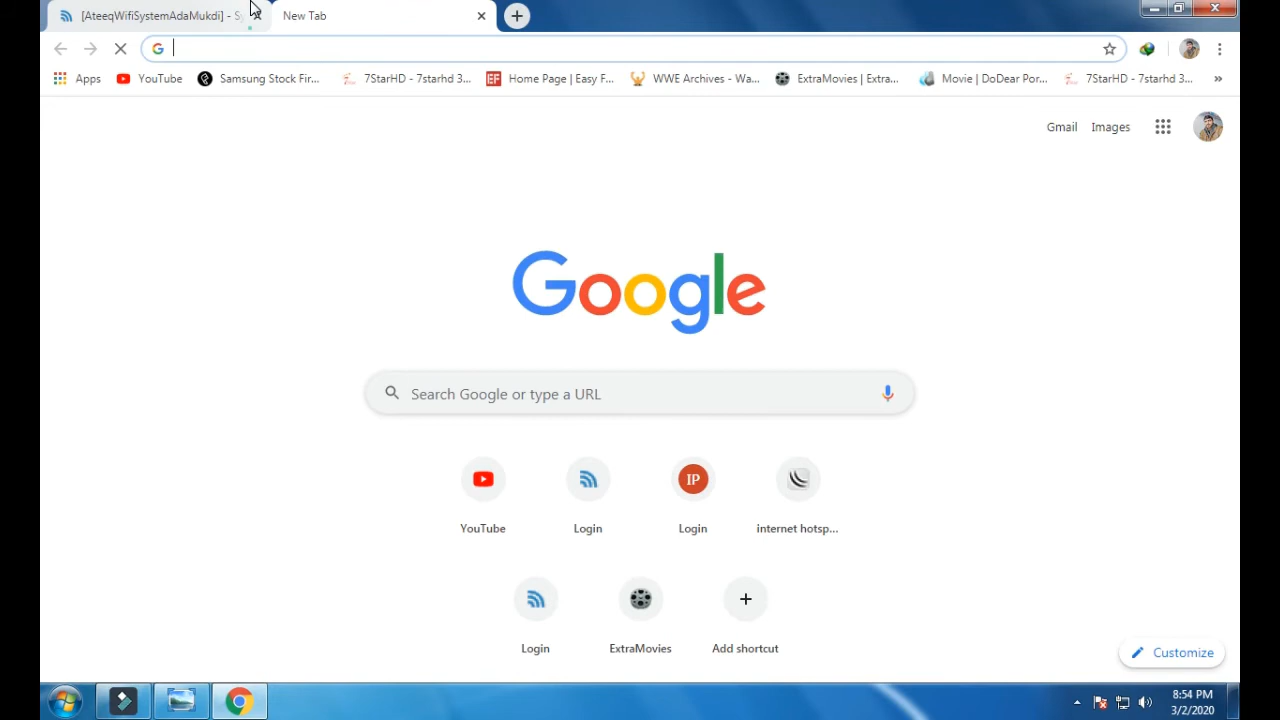 [AteeqWifiSystemAdaMukdi] - Sy
New Tab
Apps
YouTube
Samsung Stock Fir...
7StarHD - 7starhd 3...
Home Page | Easy F...
WWE Archives - Wa...
ExtraMovies | Extra...
Movie | DoDear Por...
7StarHD - 7starhd 3...
»
Gmail
Images
Google
Search Google or type a URL
IP
YouTube
Login
Login
internet hotsp...
Login
ExtraMovies
Add shortcut
Customize
8:54 PM
3/2/2020